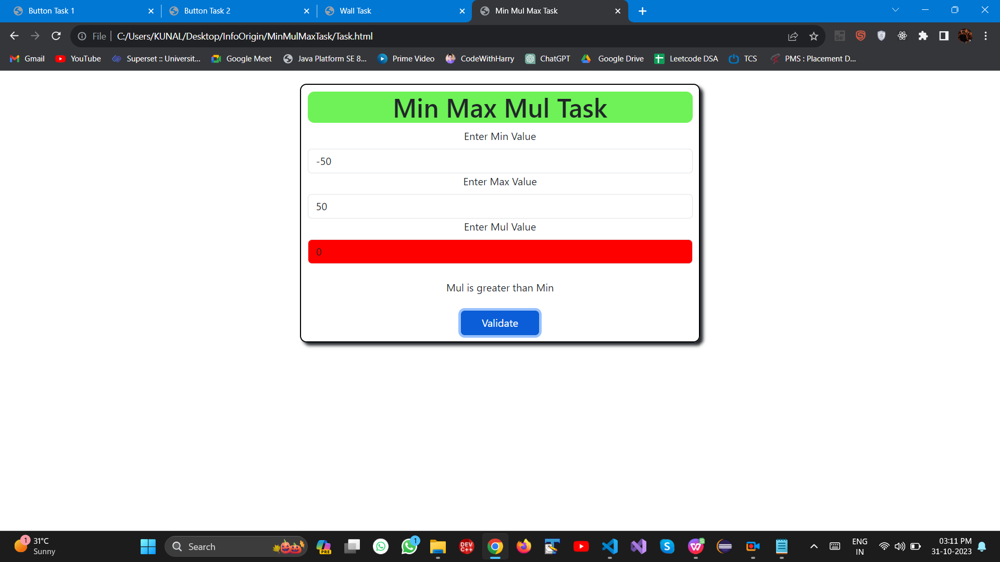 Button Task 1
Button Task 2
Wall Task
Min Mul Max Task
File
C:/Users/KUNAL/Desktop/InfoOrigin/MinMulMaxTask/Task.html
Gmail
YouTube
Superset :: Universit...
Google Meet
Java Platform SE 8...
Prime Video
CodeWithHarry
ChatGPT
Google Drive
Leetcode DSA
TCS
PMS : Placement D...
Min Max Mul Task
Enter Min Value
-50
Enter Max Value
50
Enter Mul Value
0
Mul is greater than Min
Validate
1
31°C
Sunny
Search
PRE
1
DEV
C++
S
ENG
IN
03:11 PM
31-10-2023